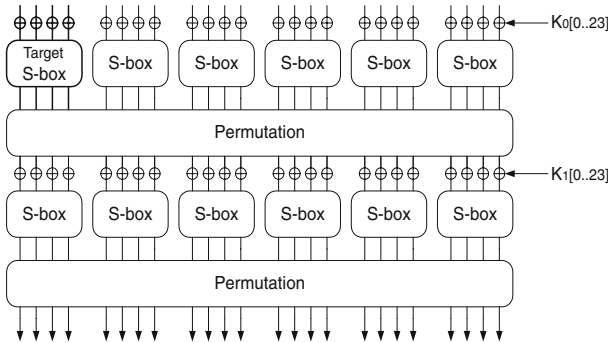 K0[0..23]
Target
S-box S-box S-box S-box S-box S-box
Permutation
K1[0..23]
S-box S-box S-box S-box S-box S-box
Permutation